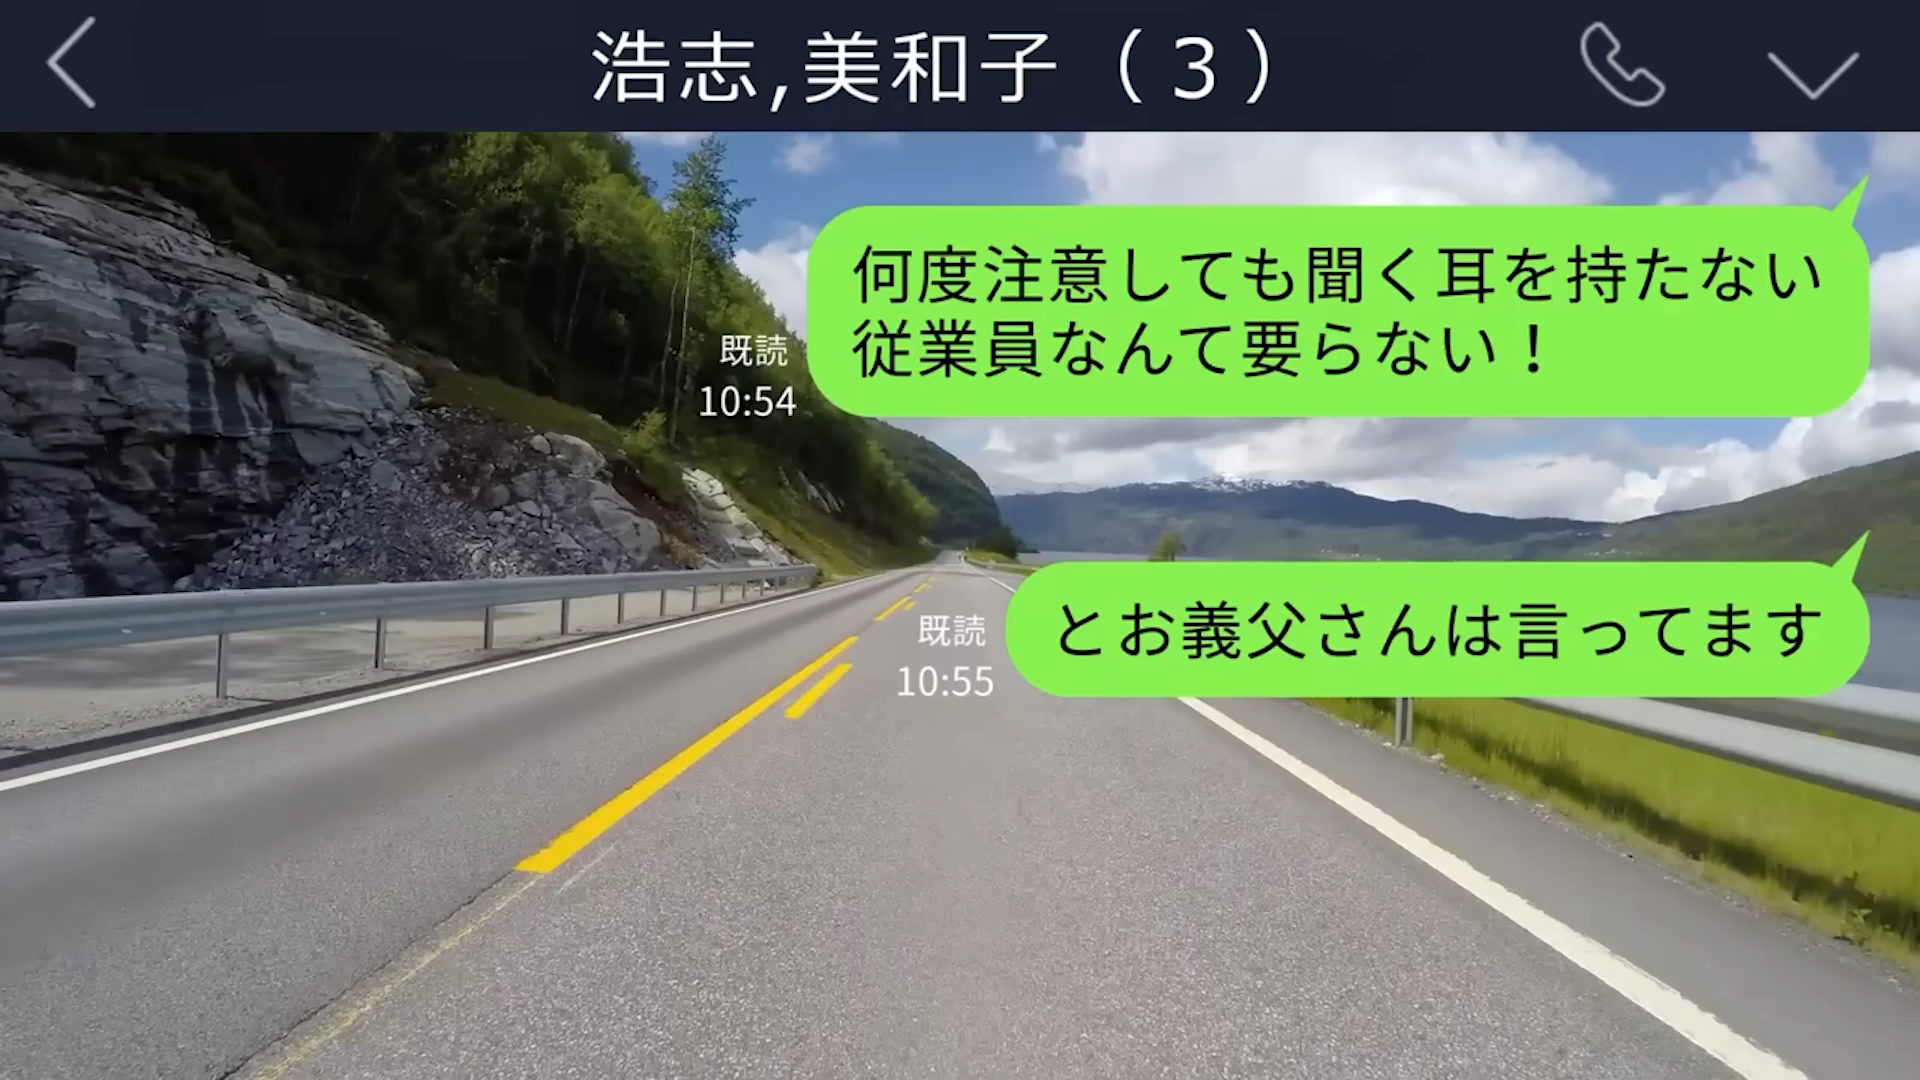 浩志,美和子（3）
何度注意しても聞く耳を持たない
従業員なんて要らない！
既読
10:54
とお義父さんは言ってます
既読
10:55